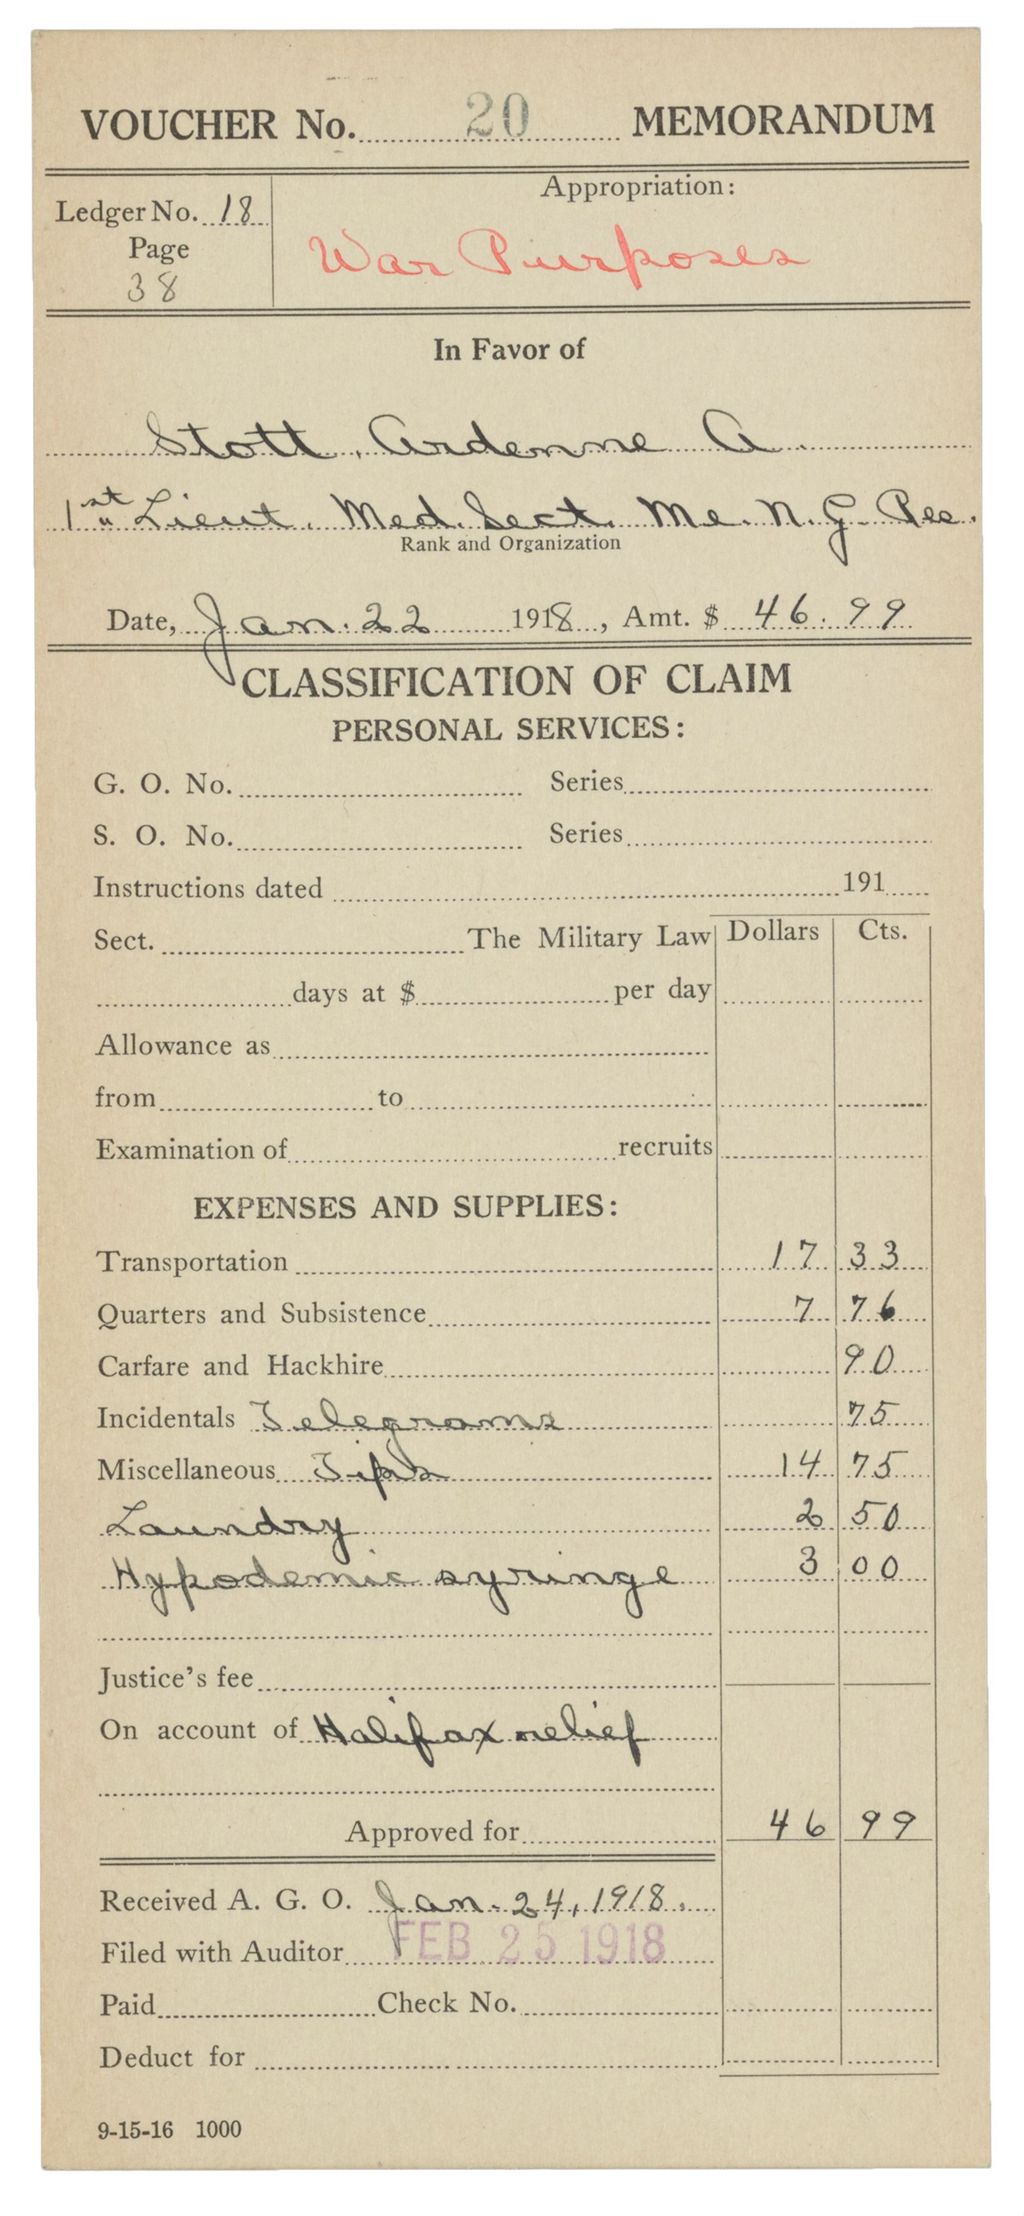 VOUCHER No. 20 MEMORANDUM
Ledger No. 18
Page
38
Appropriation:
War Purposes
In Favor of
Stott, Ardenne A.
1st Lieut. Med. Sect. Me. N. G. Res.
Rank and Organization
Date, Jan. 22 1918, Amt. $ 46.99
CLASSIFICATION OF CLAIM
PERSONAL SERVICES:
G. O. No. Series
S. O. No. Series
Instructions dated 191
Sect. The Military Law Dollars Cts.
days at $ per day
Allowance as
from to
Examination of recruits
EXPENSES AND SUPPLIES:
Transportation 17 33
Quarters and Subsistence 7 76
Carfare and Hackhire 90
Incidentals Telegrams 75
Miscellaneous Tips 14 75
Laundry 2 50
Hypodemic syringe 3 00
Justice's fee
On account of Halifax relief
Approved for 46 99
Received A. G. O. Jan. 24, 1918.
Filed with Auditor FEB 25 1918
Paid Check No.
Deduct for
9-15-16 1000